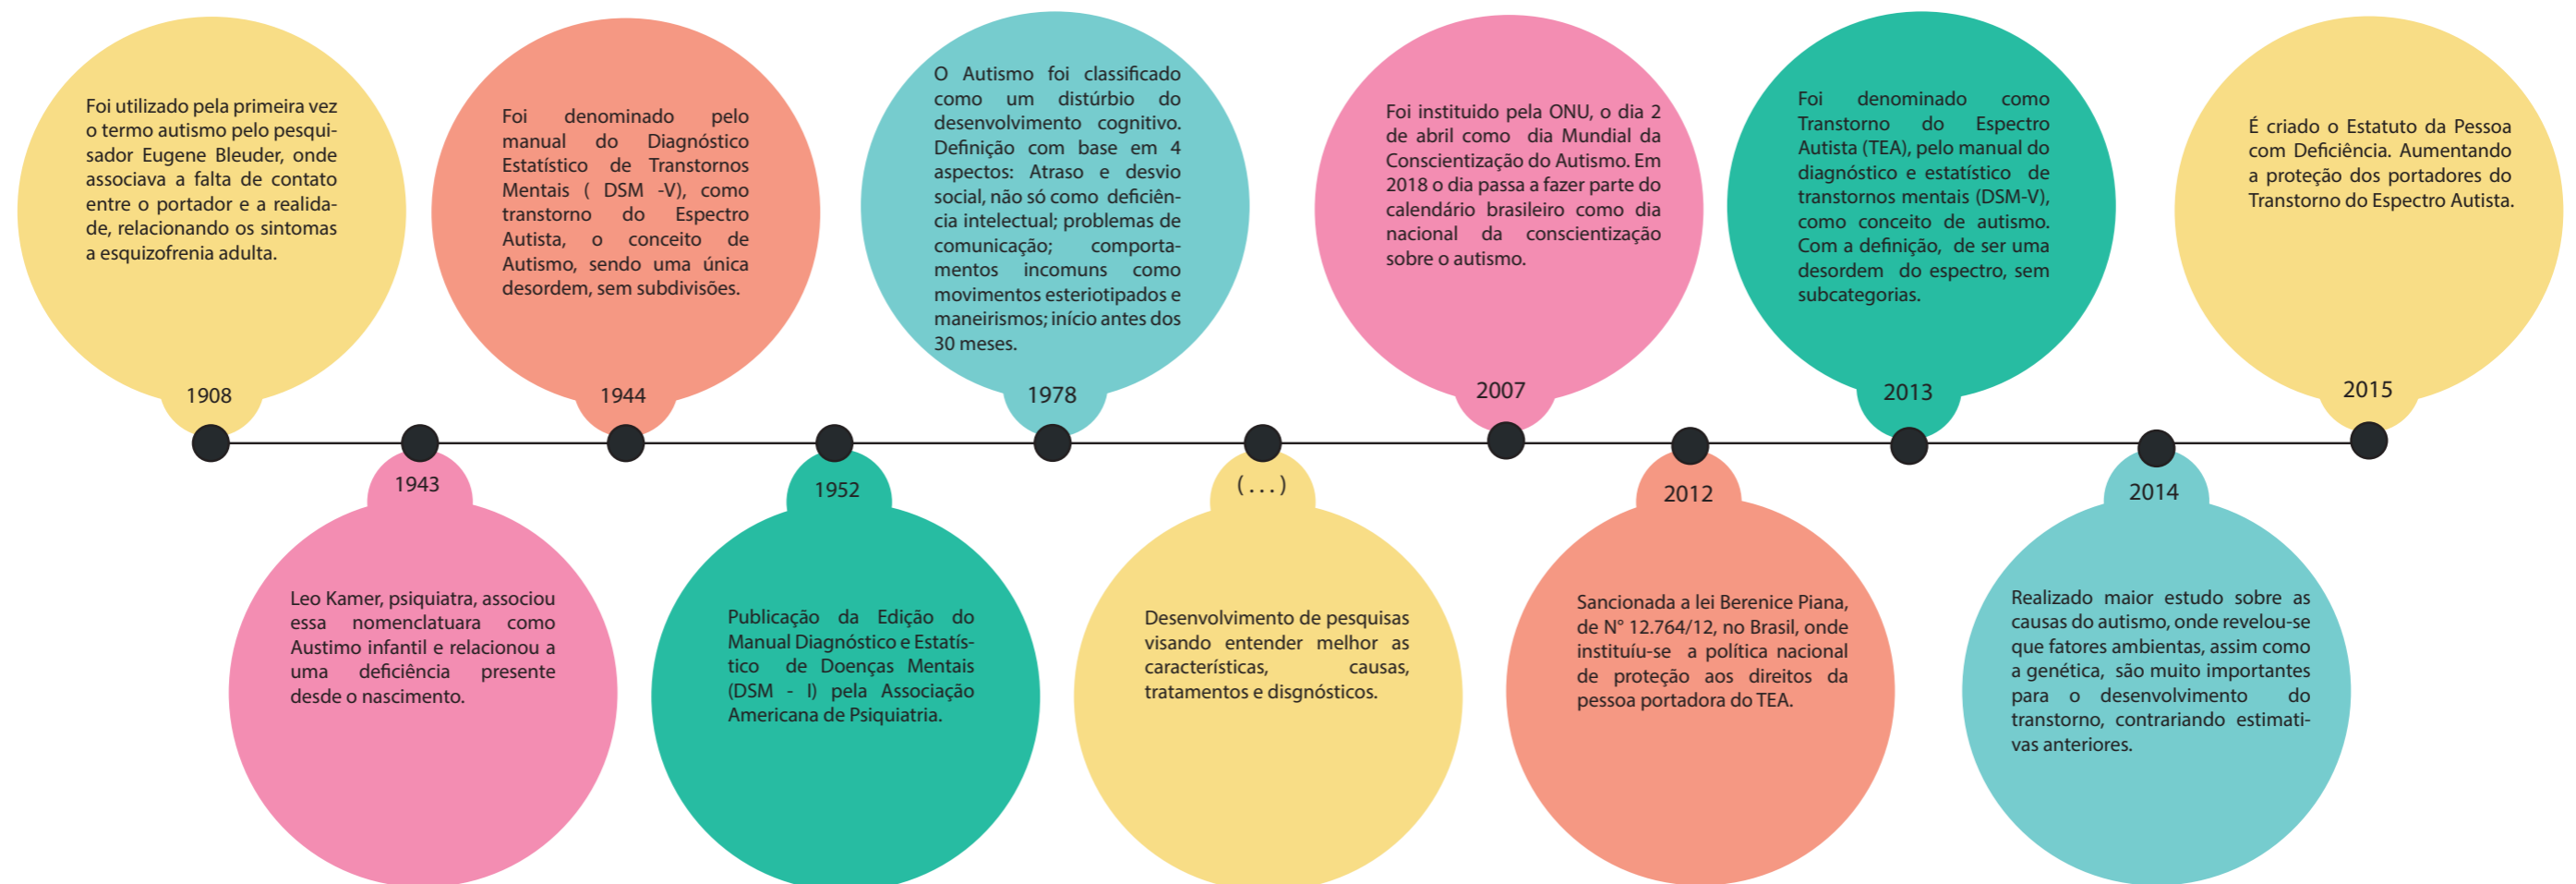 Foi utilizado pela primeira vez
o termo autismo pelo pesqui-
sador Eugene Bleuder, onde
associava a falta de contato
entre o portador e a realida-
de, relacionando os sintomas
a esquizofrenia adulta.
1908
Leo Kamer, psiquiatra, associou
essa nomenclatuara como
Austimo infantil e relacionou a
uma deficiência presente
desde o nascimento.
1943
Foi denominado pelo
manual do Diagnóstico
Estatístico de Transtornos
Mentais ( DSM -V), como
transtorno do Espectro
Autista, o conceito de
Autismo, sendo uma única
desordem, sem subdivisões.
1944
1952
Publicação da Edição do
Manual Diagnóstico e Estatís-
tico de Doenças Mentais
(DSM - I) pela Associação
Americana de Psiquiatria.
O Autismo foi classificado
como um distúrbio do
desenvolvimento cognitivo.
Definição com base em 4
aspectos: Atraso e desvio
social, não só como deficiên-
cia intelectual; problemas de
comunicação; comporta-
mentos incomuns como
movimentos esteriotipados e
maneirismos; início antes dos
30 meses.
1978
(...)
Desenvolvimento de pesquisas
visando entender melhor as
características, causas,
tratamentos e disgnósticos.
Foi instituido pela ONU, o dia 2
de abril como dia Mundial da
Conscientização do Autismo. Em
2018 o dia passa a fazer parte do
calendário brasileiro como dia
nacional da conscientização
sobre o autismo.
2007
2012
Sancionada a lei Berenice Piana,
de N° 12.764/12, no Brasil, onde
instituíu-se a política nacional
de proteção aos direitos da
pessoa portadora do TEA.
Foi denominado como
Transtorno do Espectro
Autista (TEA), pelo manual do
diagnóstico e estatístico de
transtornos mentais (DSM-V),
como conceito de autismo.
Com a definição, de ser uma
desordem do espectro, sem
subcategorias.
2013
2014
Realizado maior estudo sobre as
causas do autismo, onde revelou-se
que fatores ambientas, assim como
a genética, são muito importantes
para o desenvolvimento do
transtorno, contrariando estimati-
vas anteriores.
É criado o Estatuto da Pessoa
com Deficiência. Aumentando
a proteção dos portadores do
Transtorno do Espectro Autista.
2015